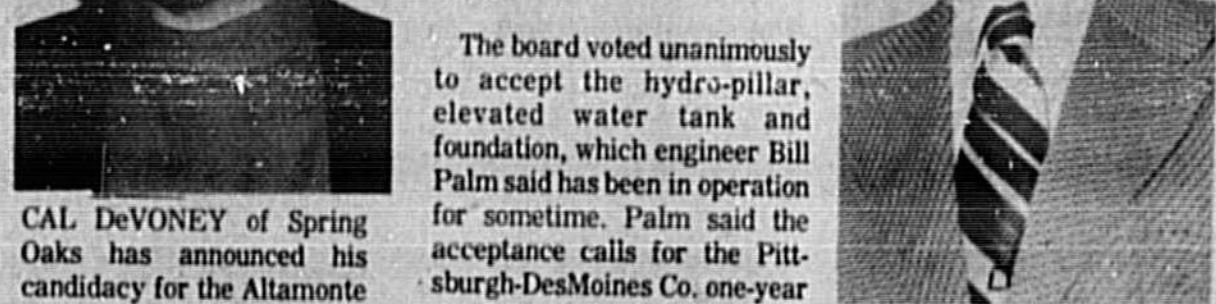 CAL DeVONEY of Spring
Oaks has announced his
candidacy for the Altamonte
The board voted unanimously
to accept the hydro-pillar,
elevated water tank and
foundation, which engineer Bill
Palm said has been in operation
for sometime. Palm said the
acceptance calls for the Pitt-
sburgh-DesMoines Co. one-year